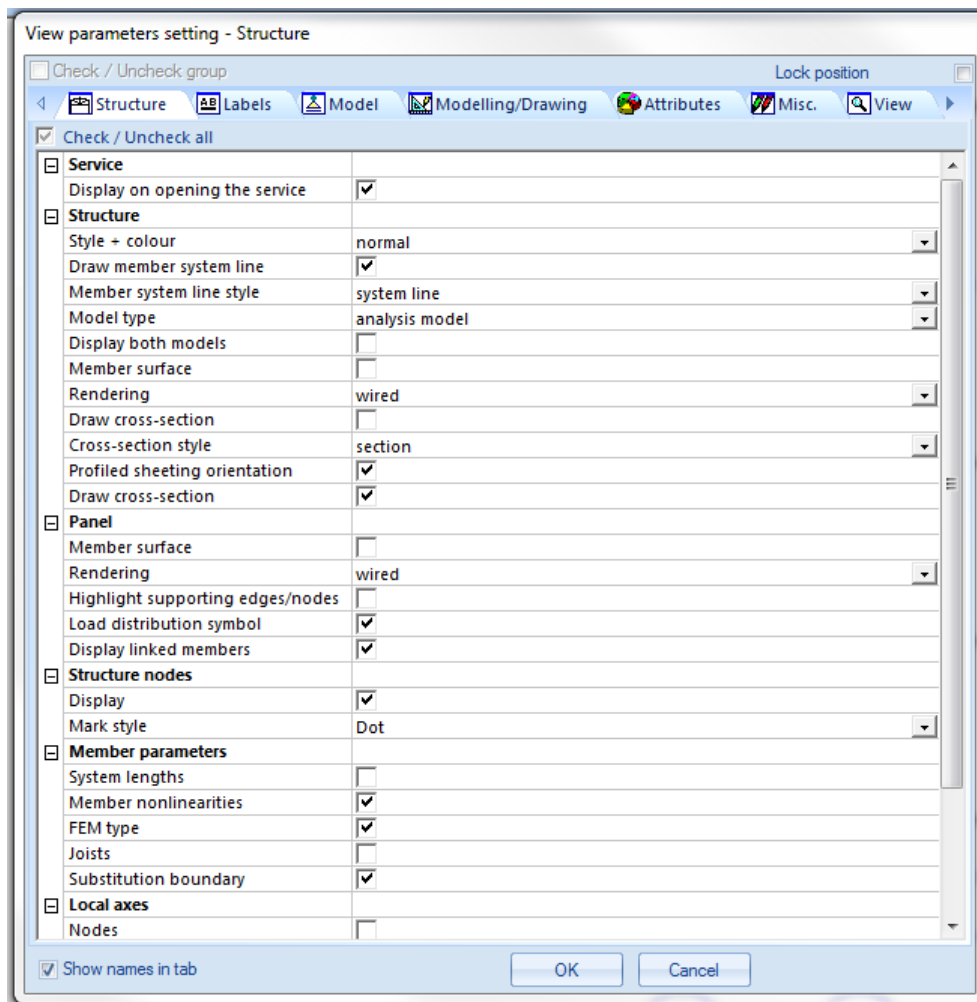 View parameters setting - Structure
Check / Uncheck group Lock position
Structure Labels Model Modelling/Drawing Attributes Misc. View
Check / Uncheck all
Service
Display on opening the service
Structure
Style + colour normal
Draw member system line
Member system line style system line
Model type analysis model
Display both models
Member surface
Rendering wired
Draw cross-section
Cross-section style section
Profiled sheeting orientation
Draw cross-section
Panel
Member surface
Rendering wired
Highlight supporting edges/nodes
Load distribution symbol
Display linked members
Structure nodes
Display
Mark style Dot
Member parameters
System lengths
Member nonlinearities
FEM type
Joists
Substitution boundary
Local axes
Nodes
Show names in tab OK Cancel